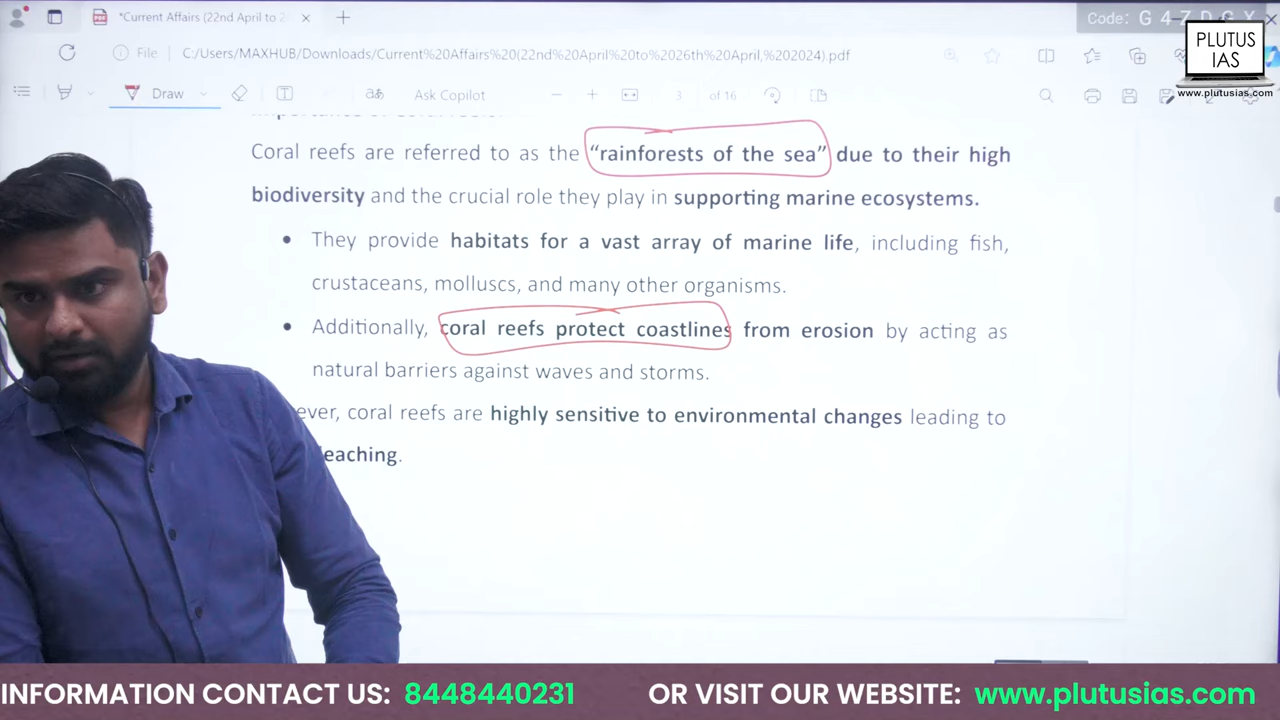 *Current Affairs (22nd April to 2
Code: G 4 Z D G X
PLUTUS
IAS
www.plutusias.com
File C:/Users/MAXHUB/Downloads/Current%20Affairs%20(22nd%20April%20to%2026th%20April,%202024).pdf
Draw Ask Copilot 3 of 16
Coral reefs are referred to as the “rainforests of the sea” due to their high
biodiversity and the crucial role they play in supporting marine ecosystems.
• They provide habitats for a vast array of marine life, including fish,
crustaceans, molluscs, and many other organisms.
• Additionally, coral reefs protect coastlines from erosion by acting as
natural barriers against waves and storms.
ever, coral reefs are highly sensitive to environmental changes leading to
leaching.
INFORMATION CONTACT US: 8448440231 OR VISIT OUR WEBSITE: www.plutusias.com